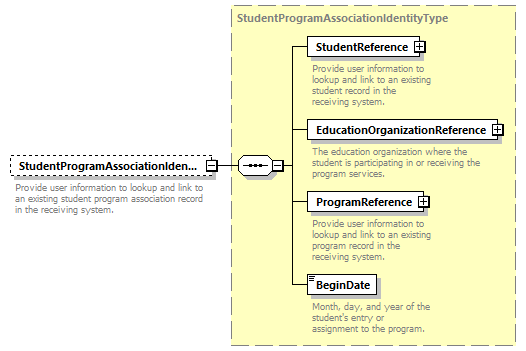 StudentProgramAssociationIdentityType
StudentReference
Provide user information to
lookup and link to an existing
student record in the
receiving system.
EducationOrganizationReference
The education organization where the
student is participating in or receiving the
program services.
StudentProgramAssociationIden...
Provide user information to lookup and link to
an existing student program association record
in the receiving system.
ProgramReference
Provide user information to
lookup and link to an existing
program record in the
receiving system.
BeginDate
Month, day, and year of the
student's entry or
assignment to the program.